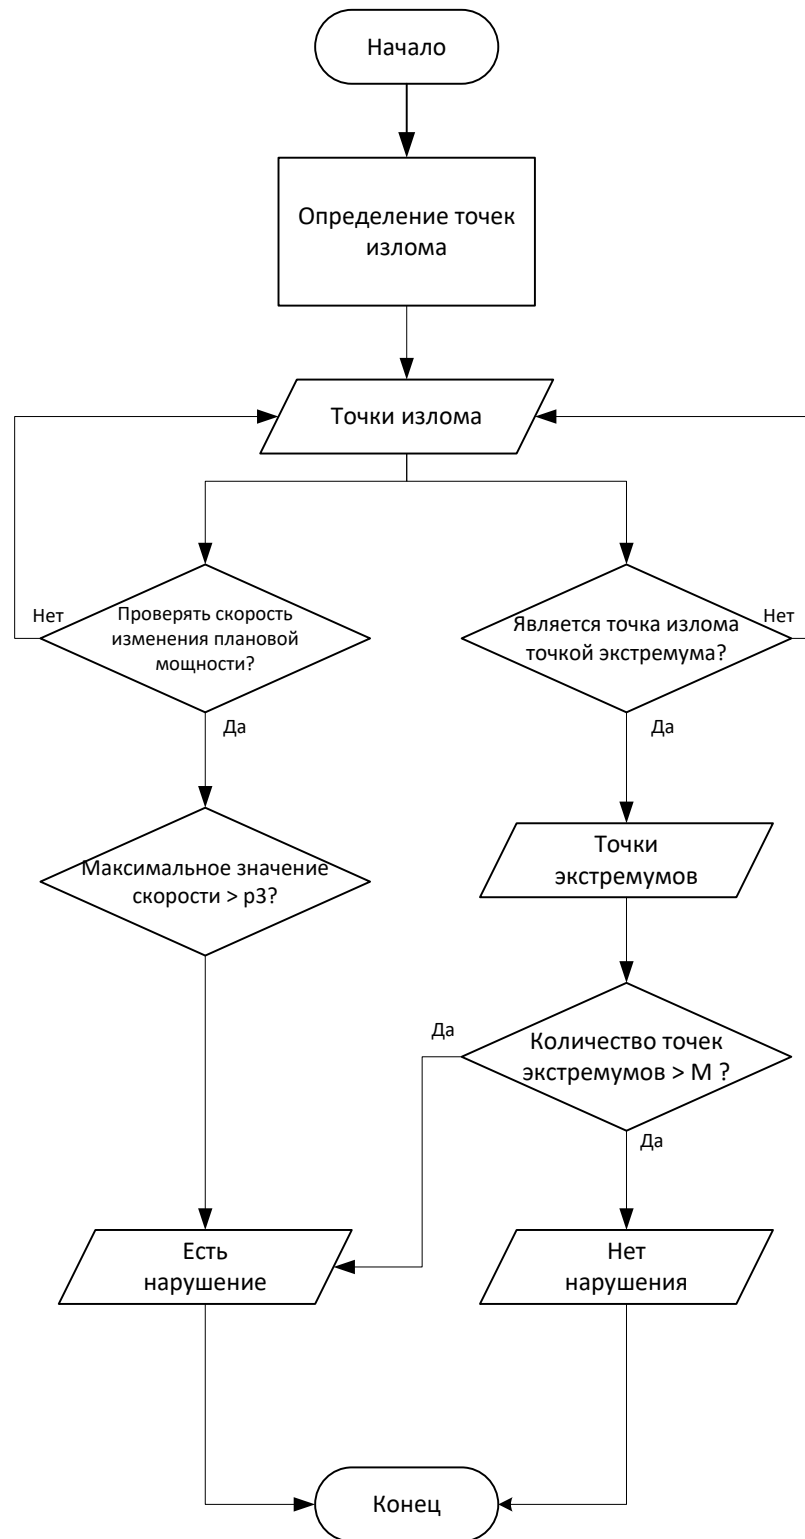 Начало
Определение точек
излома
Точки излома
Нет
Проверять скорость
изменения плановой
мощности?
Является точка излома
точкой экстремума?
Нет
Да
Да
Максимальное значение
скорости > p3?
Точки
экстремумов
Да
Количество точек
экстремумов > M ?
Да
Есть
нарушение
Нет
нарушения
Конец